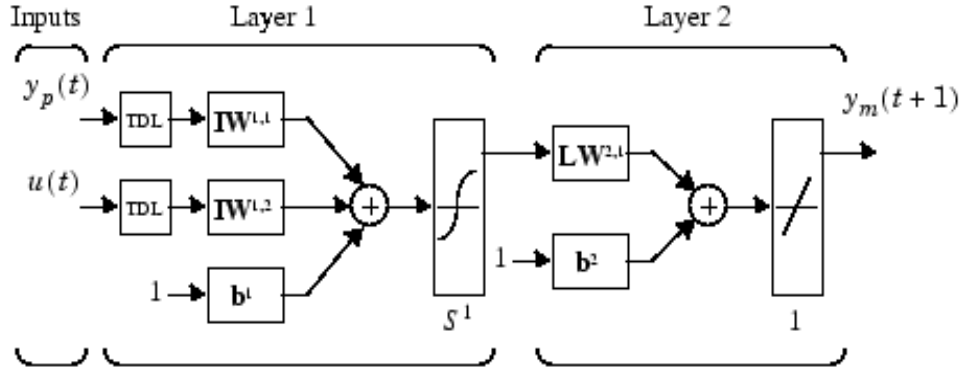 Inputs Layer 1 Layer 2
y_p(t) TDL IW^{1,1}
y_m(t+1)
LW^{2,1}
u(t) TDL IW^{1,2}
+ +
1 b^1
1 b^2
S^1 1